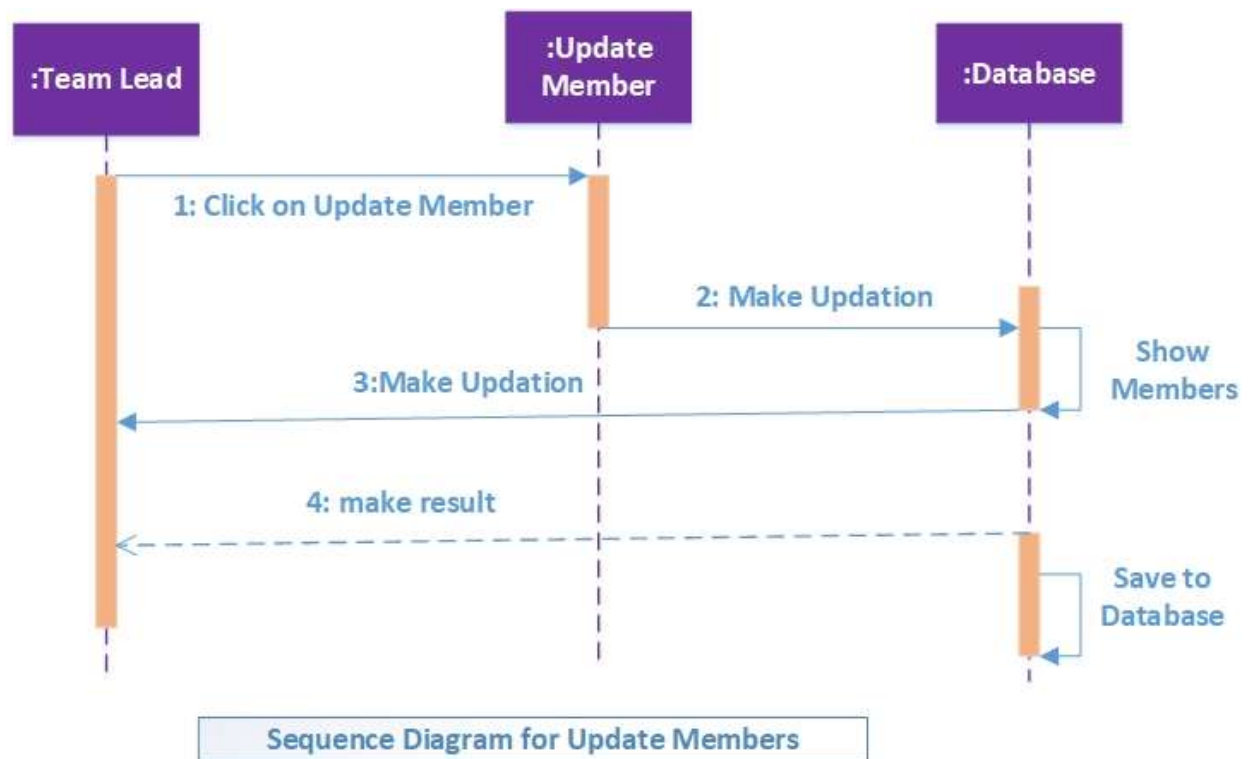 :Team Lead
:Update
Member
:Database
1: Click on Update Member
2: Make Updation
Show
Members
3:Make Updation
4: make result
Save to
Database
Sequence Diagram for Update Members